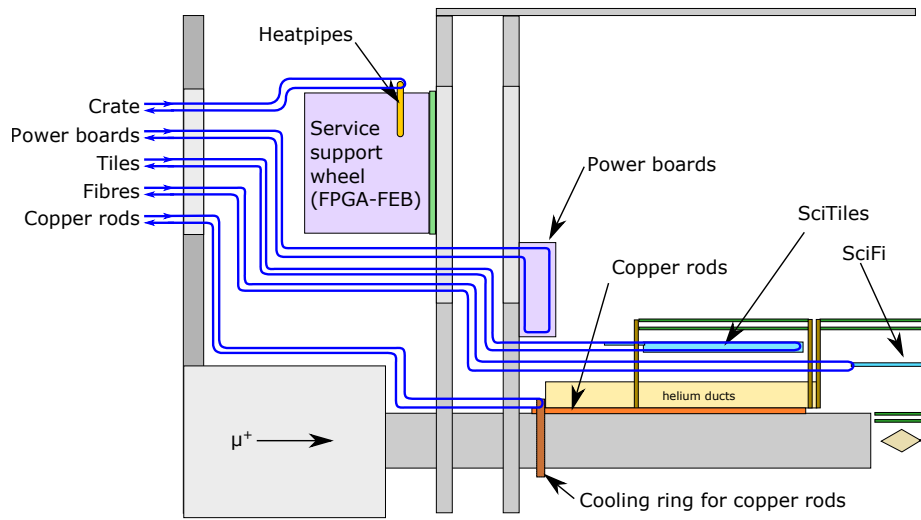 Heatpipes
Crate
Power boards
Tiles
Fibres
Copper rods
Service
support
wheel
(FPGA-FEB)
Power boards
SciTiles
SciFi
Copper rods
helium ducts
μ⁺
Cooling ring for copper rods